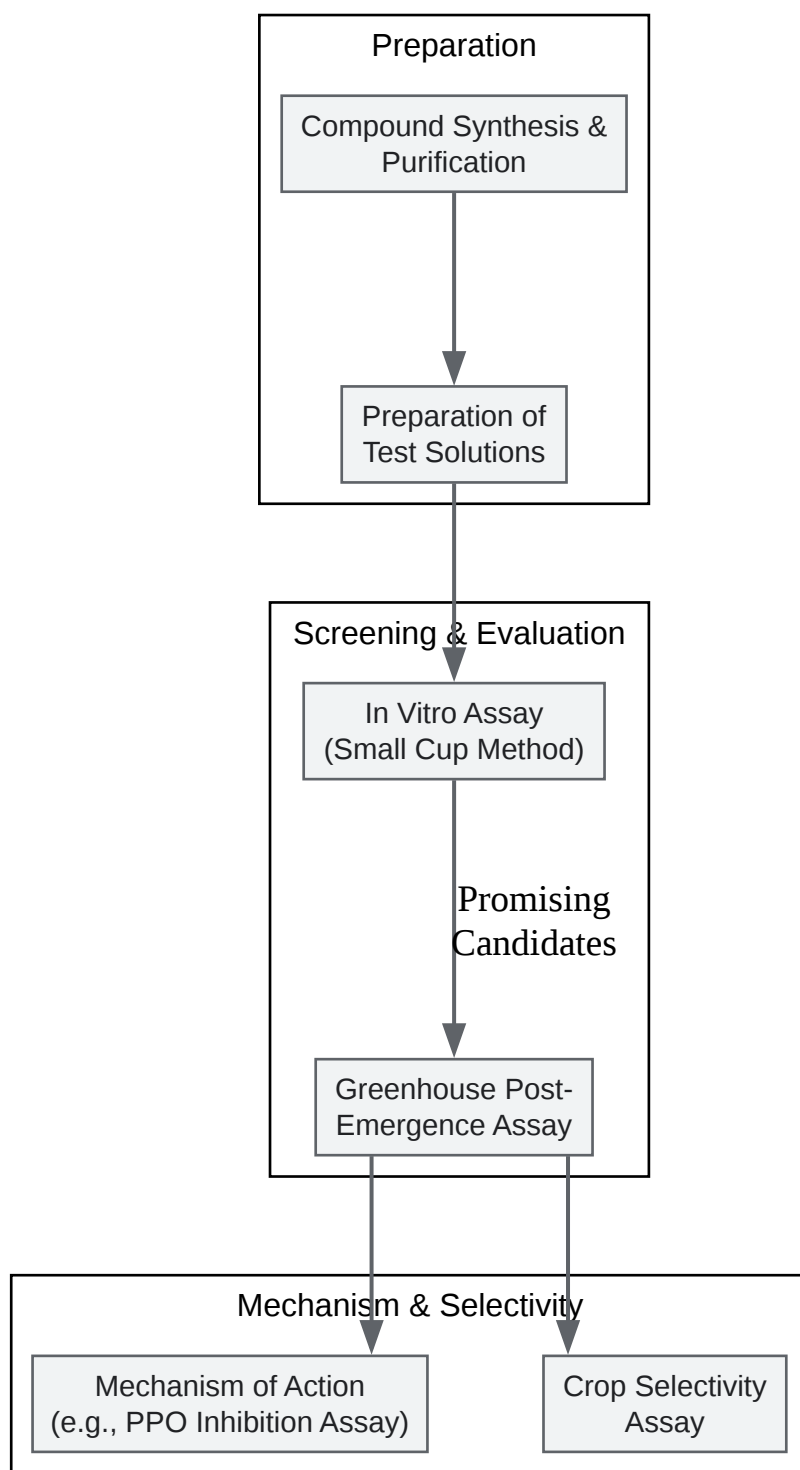 Preparation
Compound Synthesis &
Purification
Preparation of
Test Solutions
Screening & Evaluation
In Vitro Assay
(Small Cup Method)
Promising
Candidates
Greenhouse Post-
Emergence Assay
Mechanism & Selectivity
Mechanism of Action
(e.g., PPO Inhibition Assay)
Crop Selectivity
Assay